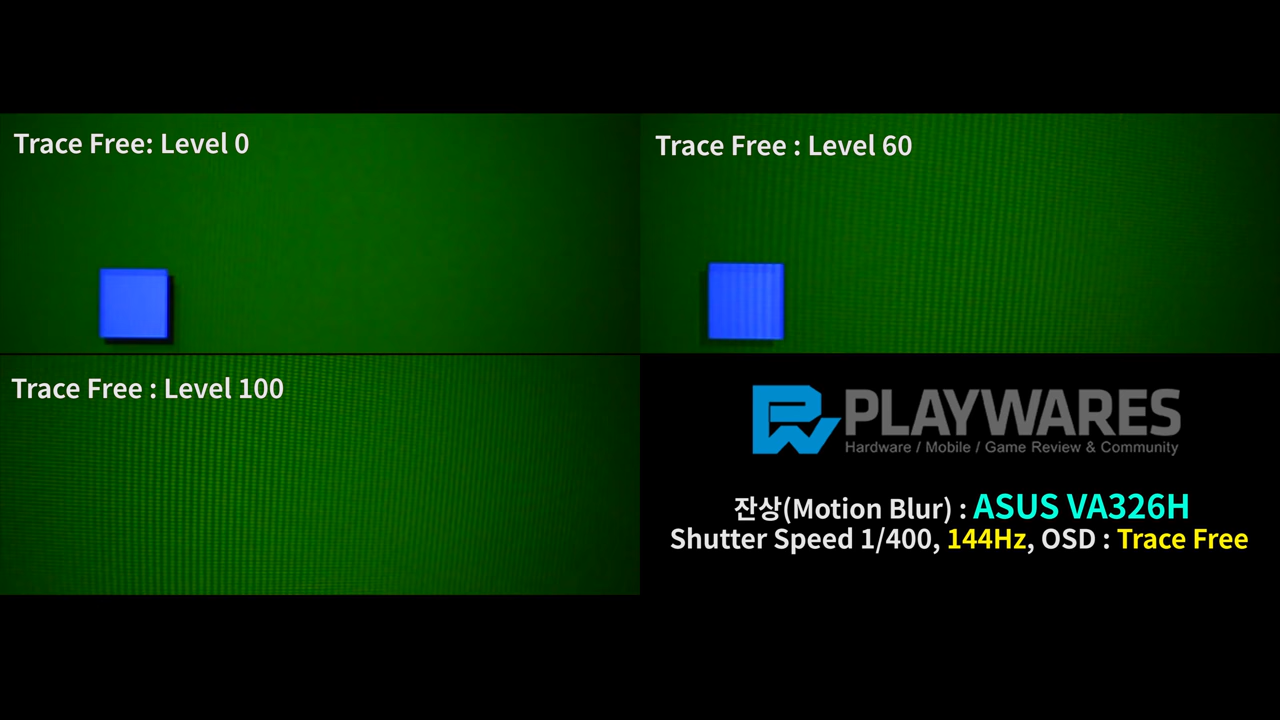 Trace Free: Level 0
Trace Free : Level 60
Trace Free : Level 100
PLAYWARES
Hardware / Mobile / Game Review & Community
잔상(Motion Blur) : ASUS VA326H
Shutter Speed 1/400, 144Hz, OSD : Trace Free